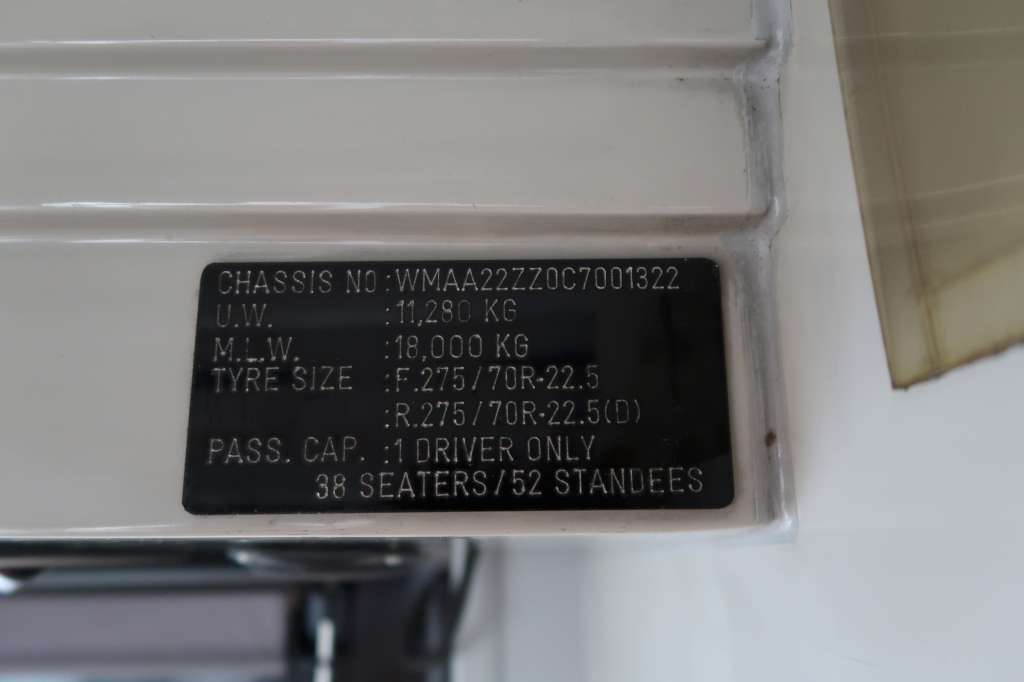 CHASSIS NO :WMAA22ZZ0C7001322
U.W. :11,280 KG
M.L.W. :18,000 KG
TYRE SIZE :F.275/70R-22.5
:R.275/70R-22.5(D)
PASS. CAP. :1 DRIVER ONLY
38 SEATERS/52 STANDEES